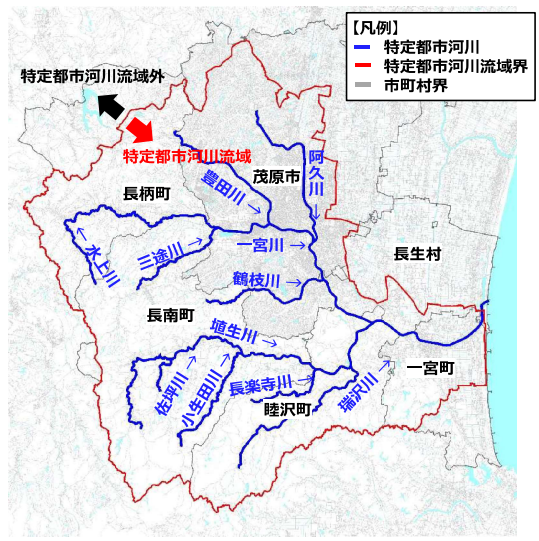 【凡例】
特定都市河川
特定都市河川流域界
市町村界
特定都市河川流域外
特定都市河川流域
長柄町
豊田川→
茂原市
阿久川→
←水上川
三途川→
一宮川→
長生村
鶴枝川→
長南町
埴生川→
佐坪川→
小生田川→
長楽寺川→
睦沢町
瑞沢川→
一宮町